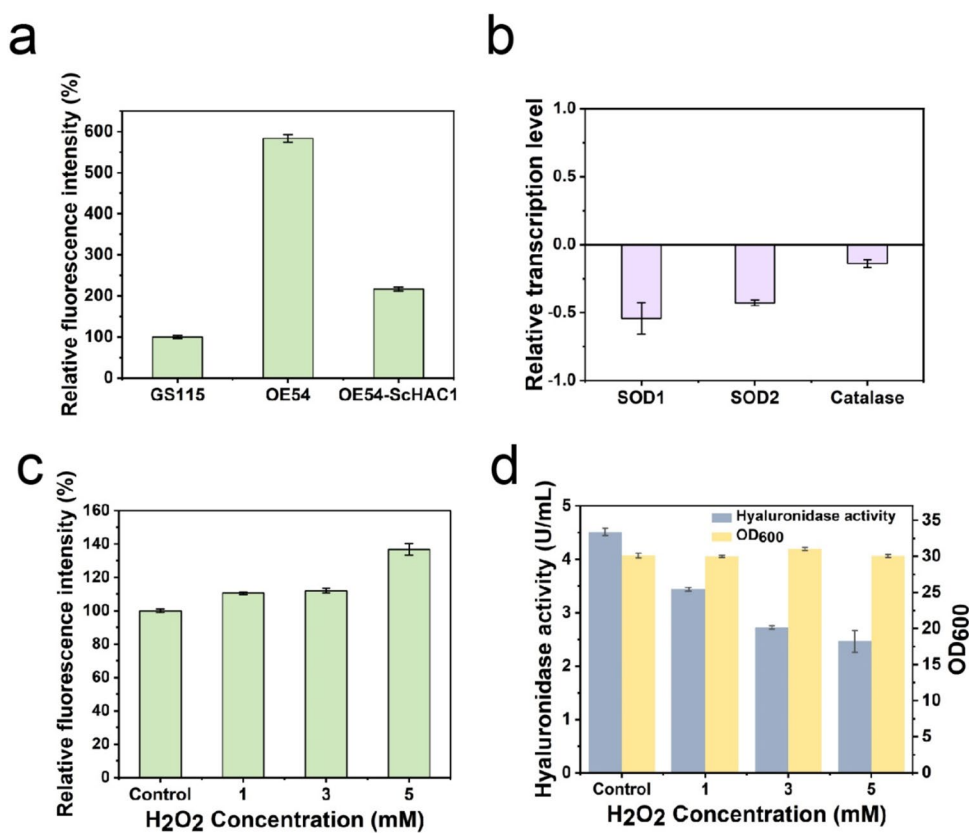 a
Relative fluorescence intensity (%)
600
500
400
300
200
100
0
GS115 OE54 OE54-ScHAC1
b
Relative transcription level
1.0
0.5
0.0
-0.5
-1.0
SOD1 SOD2 Catalase
c
Relative fluorescence intensity (%)
160
140
120
100
80
60
40
20
0
Control 1 3 5
H2O2 Concentration (mM)
d
Hyaluronidase activity (U/mL)
5
4
3
2
1
0
Hyaluronidase activity
OD600
35
30
25
20
15
10
5
0
OD600
Control 1 3 5
H2O2 Concentration (mM)